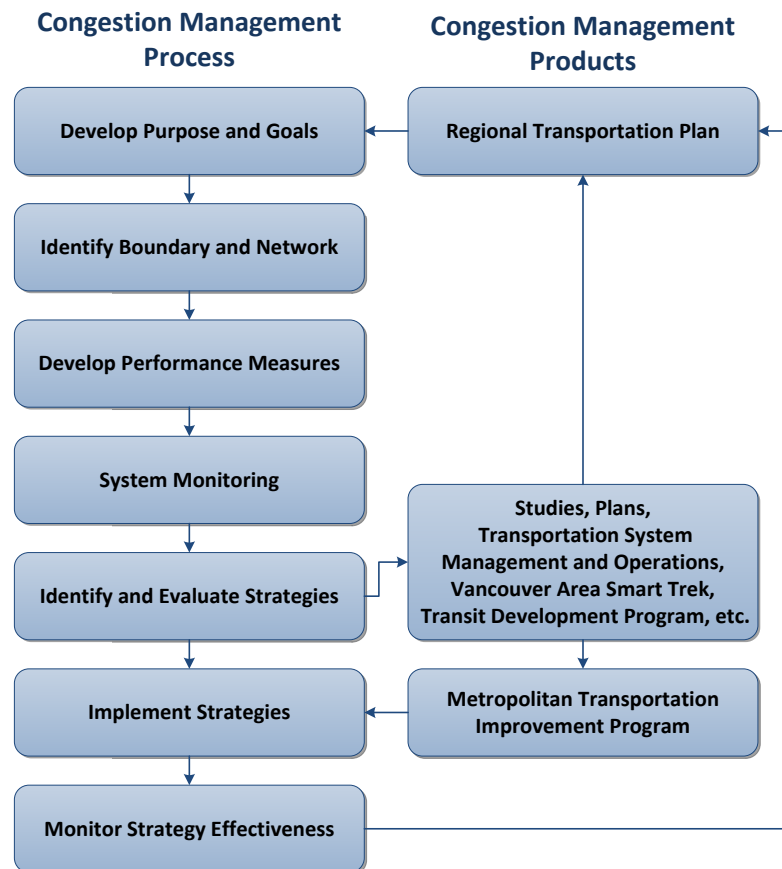 Congestion Management
Process
Congestion Management
Products
Develop Purpose and Goals
Regional Transportation Plan
Identify Boundary and Network
Develop Performance Measures
System Monitoring
Studies, Plans,
Transportation System
Management and Operations,
Vancouver Area Smart Trek,
Transit Development Program, etc.
Identify and Evaluate Strategies
Implement Strategies
Metropolitan Transportation
Improvement Program
Monitor Strategy Effectiveness